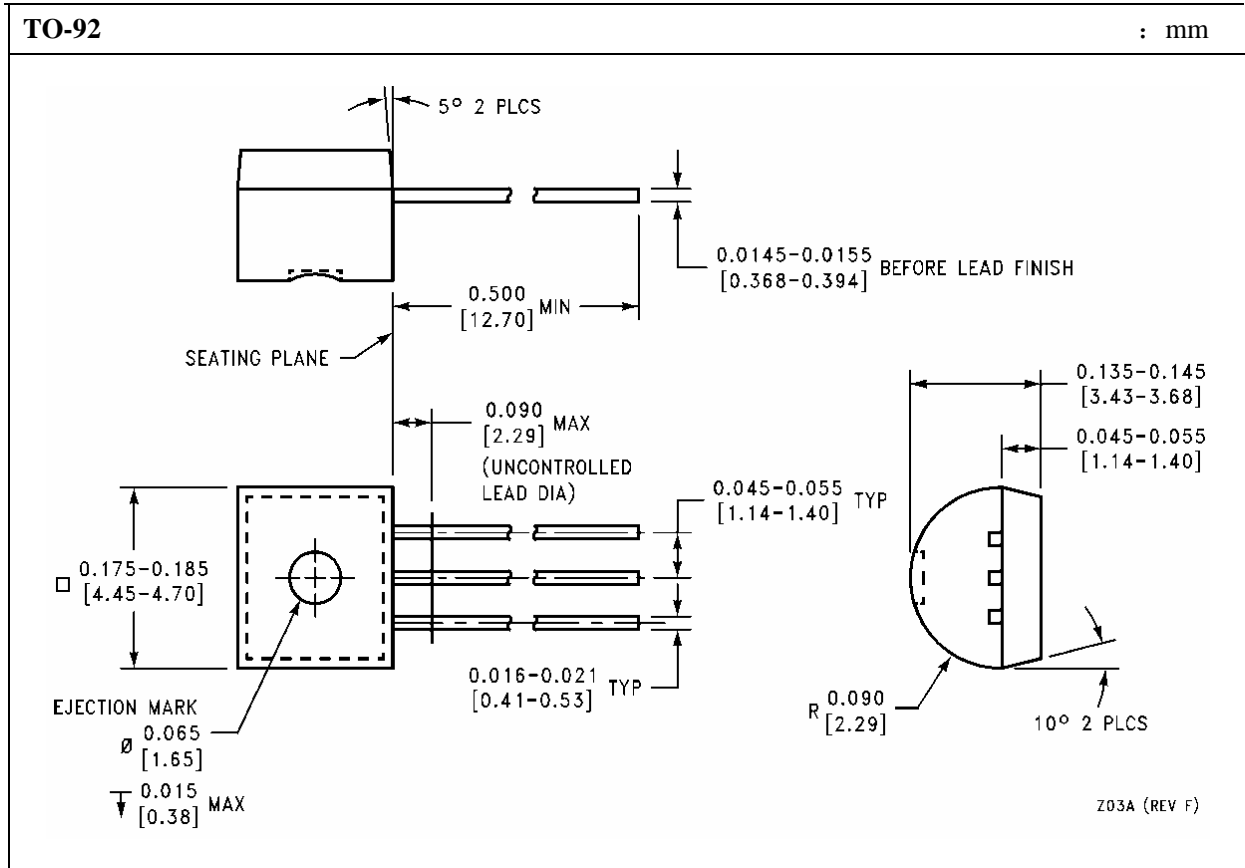 TO-92 : mm
5° 2 PLCS
0.0145-0.0155
[0.368-0.394] BEFORE LEAD FINISH
0.500
[12.70] MIN
SEATING PLANE
0.135-0.145
[3.43-3.68]
0.090
[2.29] MAX
(UNCONTROLLED
LEAD DIA)
0.045-0.055
[1.14-1.40]
0.045-0.055
[1.14-1.40] TYP
□ 0.175-0.185
[4.45-4.70]
0.016-0.021
[0.41-0.53] TYP
R 0.090
[2.29]
10° 2 PLCS
EJECTION MARK
Ø 0.065
[1.65]
↧ 0.015
[0.38] MAX
Z03A (REV F)